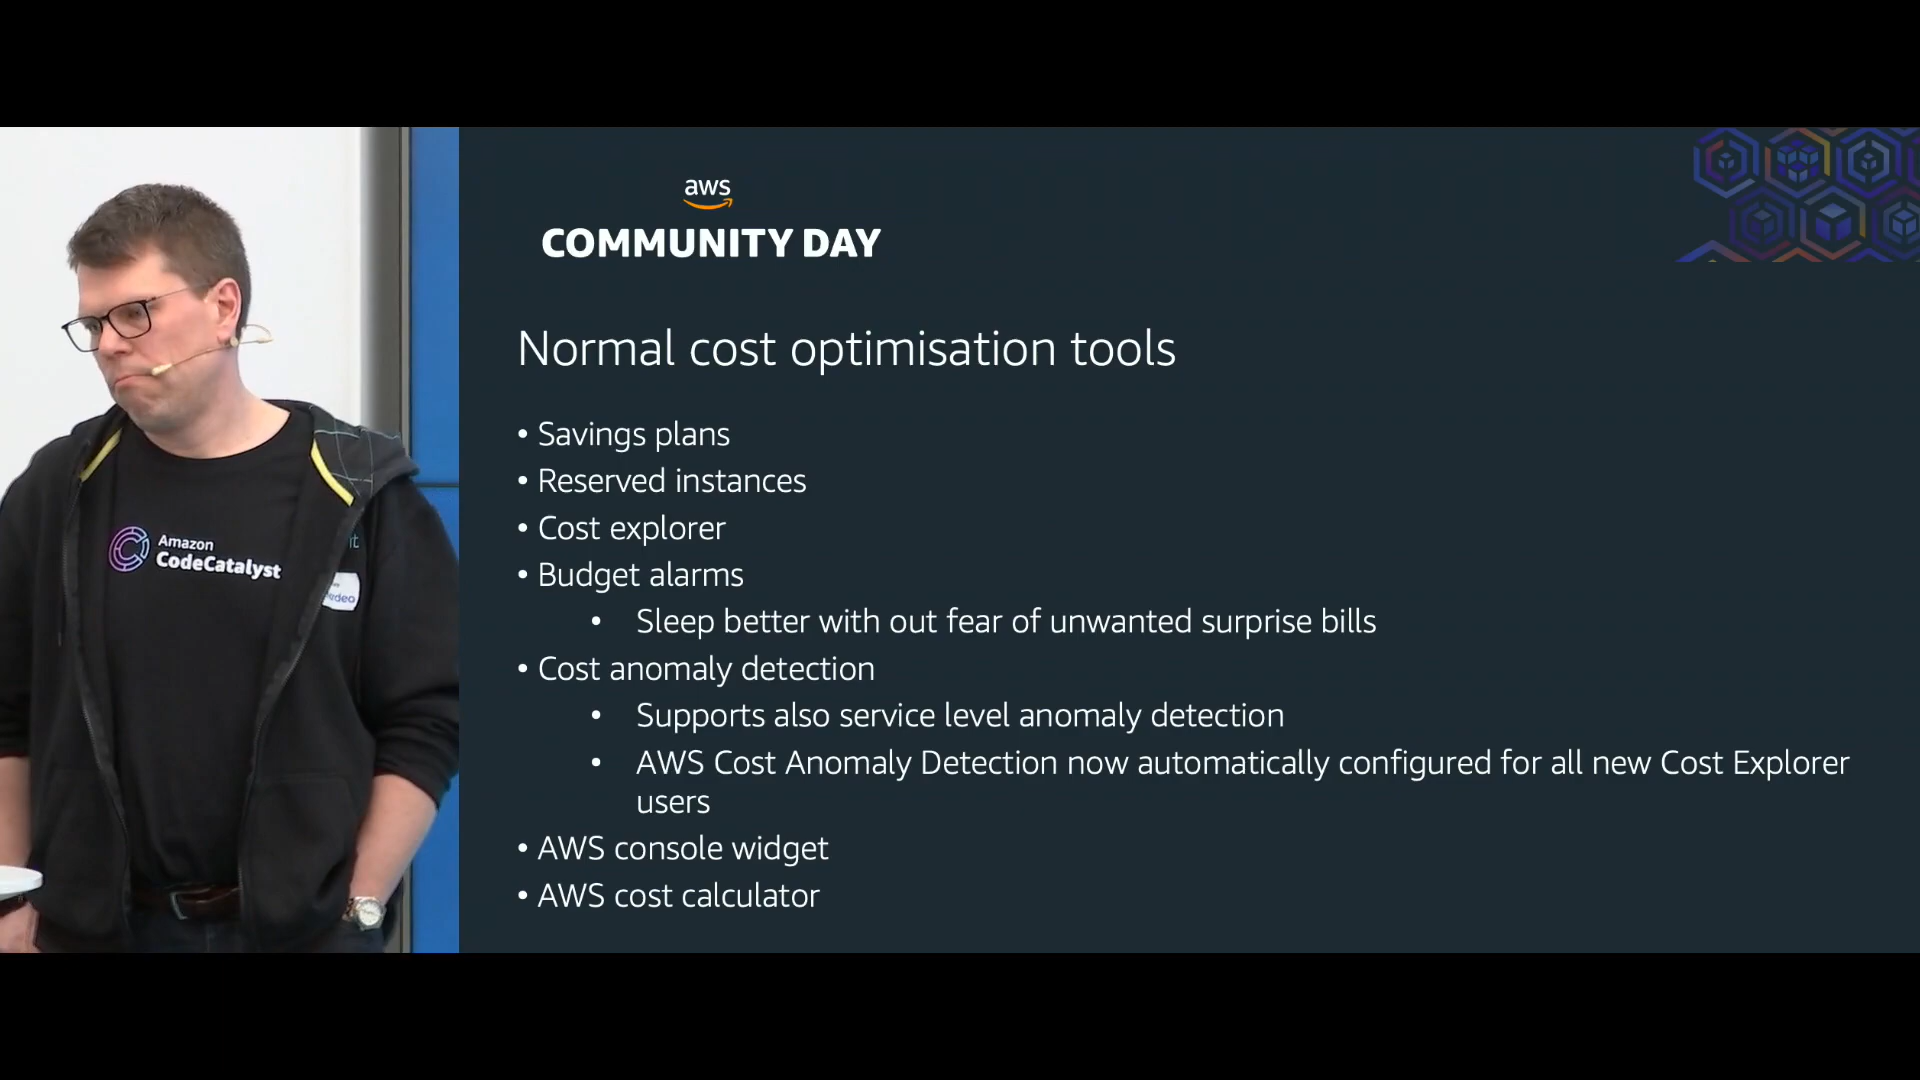 aws
COMMUNITY DAY
Normal cost optimisation tools
• Savings plans
• Reserved instances
• Cost explorer
• Budget alarms
• Sleep better with out fear of unwanted surprise bills
• Cost anomaly detection
• Supports also service level anomaly detection
• AWS Cost Anomaly Detection now automatically configured for all new Cost Explorer
users
• AWS console widget
• AWS cost calculator
Amazon
CodeCatalyst